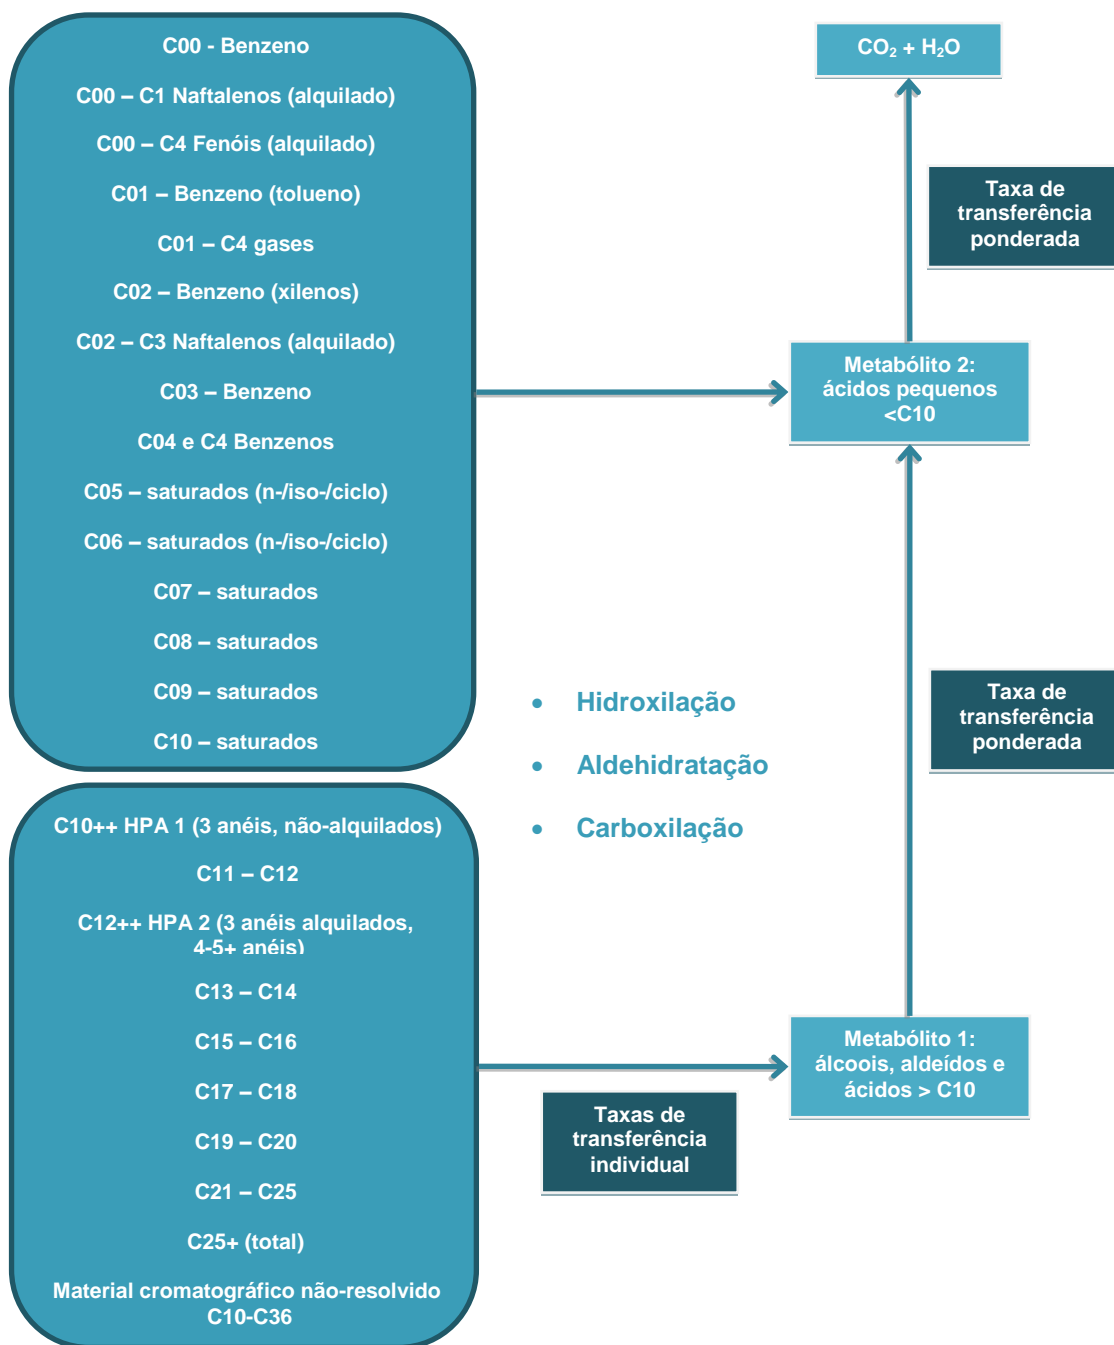 C00 - Benzeno
C00 – C1 Naftalenos (alquilado)
C00 – C4 Fenóis (alquilado)
C01 – Benzeno (tolueno)
C01 – C4 gases
C02 – Benzeno (xilenos)
C02 – C3 Naftalenos (alquilado)
C03 – Benzeno
C04 e C4 Benzenos
C05 – saturados (n-/iso-/ciclo)
C06 – saturados (n-/iso-/ciclo)
C07 – saturados
C08 – saturados
C09 – saturados
C10 – saturados
C10++ HPA 1 (3 anéis, não-alquilados)
C11 – C12
C12++ HPA 2 (3 anéis alquilados,
4-5+ anéis)
C13 – C14
C15 – C16
C17 – C18
C19 – C20
C21 – C25
C25+ (total)
Material cromatográfico não-resolvido
C10-C36
• Hidroxilação
• Aldehidratação
• Carboxilação
Taxas de
transferência
individual
CO₂ + H₂O
Taxa de
transferência
ponderada
Metabólito 2:
ácidos pequenos
<C10
Taxa de
transferência
ponderada
Metabólito 1:
álcoois, aldeídos e
ácidos > C10